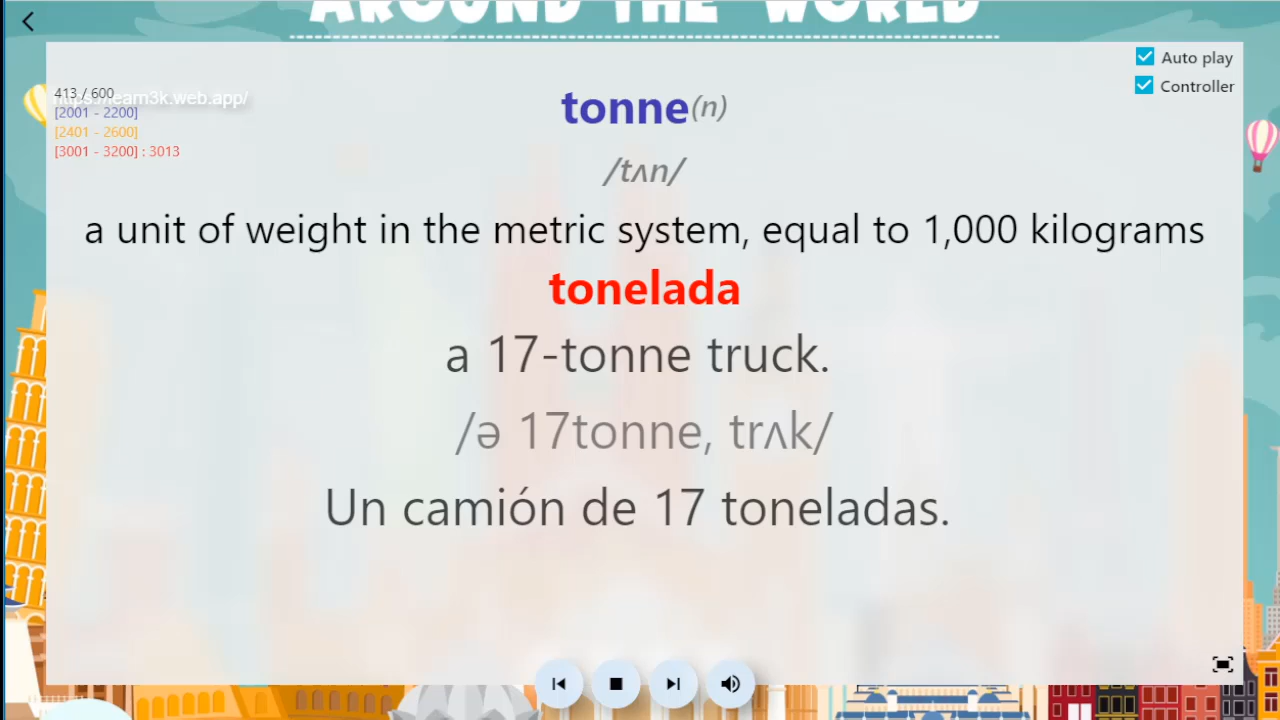 AROUND THE WORLD
Auto play
Controller
413 / 600
https://learn3k.web.app/
[2001 - 2200]
[2401 - 2600]
[3001 - 3200] : 3013
tonne(n)
/tʌn/
a unit of weight in the metric system, equal to 1,000 kilograms
tonelada
a 17-tonne truck.
/ə 17tonne, trʌk/
Un camión de 17 toneladas.